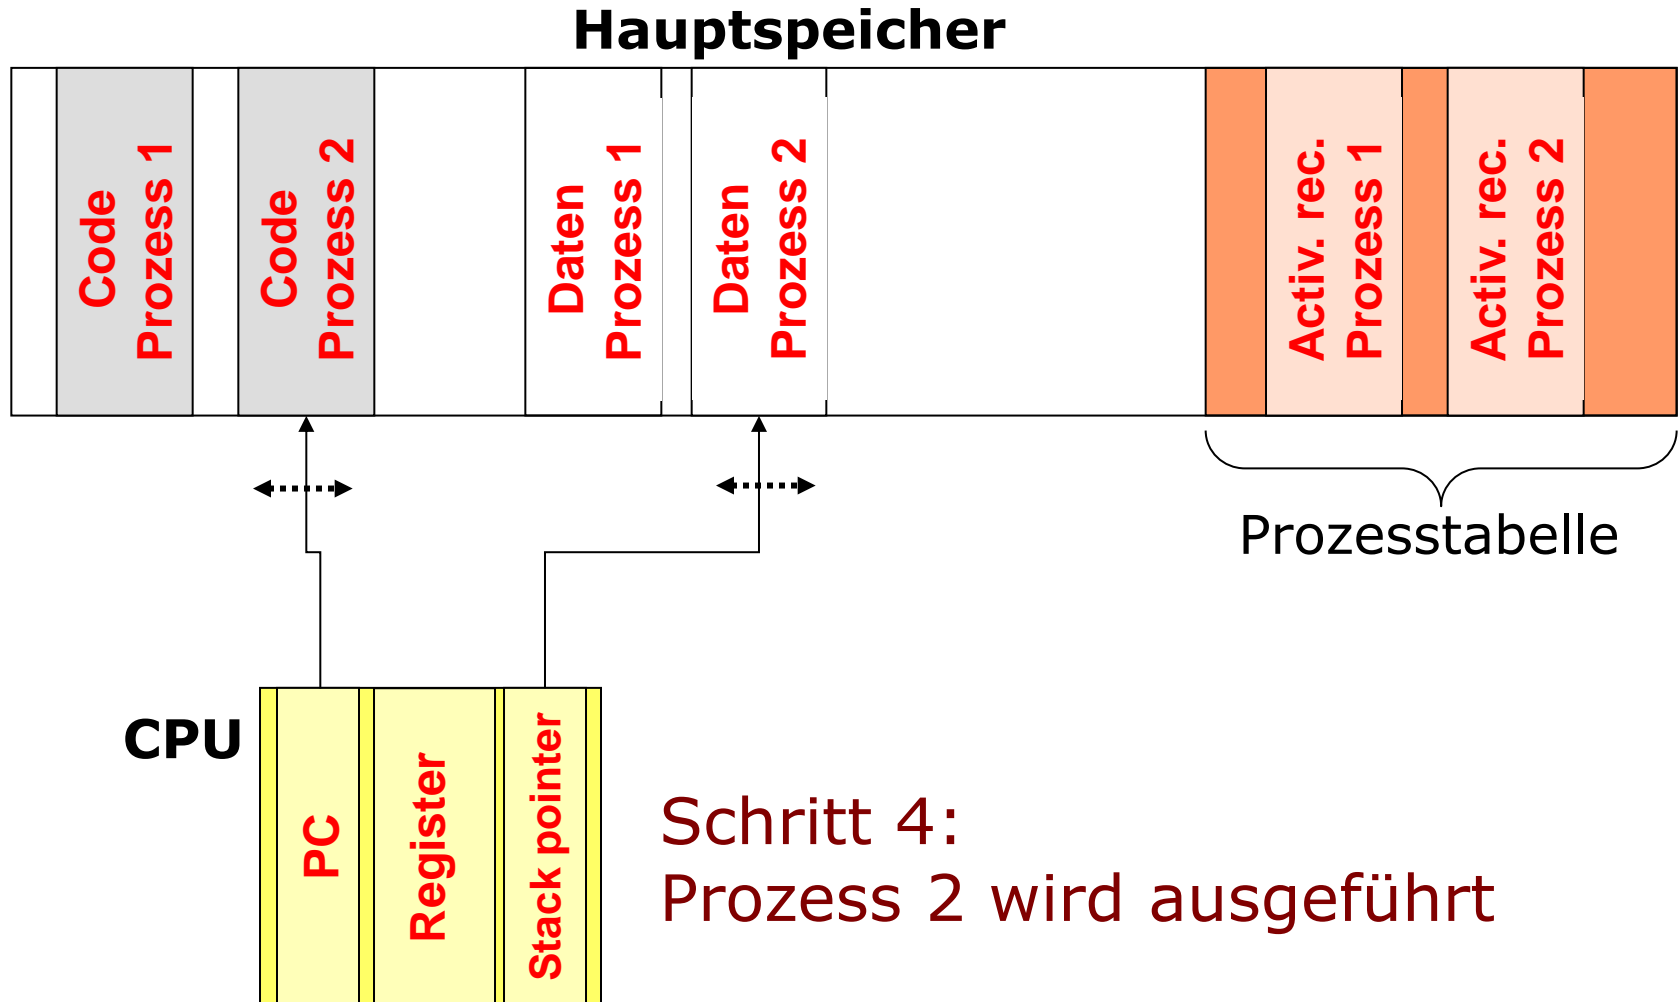 Hauptspeicher
Code
Prozess 1
Code
Prozess 2
Daten
Prozess 1
Daten
Prozess 2
Activ. rec.
Prozess 1
Activ. rec.
Prozess 2
Prozesstabelle
CPU
PC
Register
Stack pointer
Schritt 4:
Prozess 2 wird ausgeführt